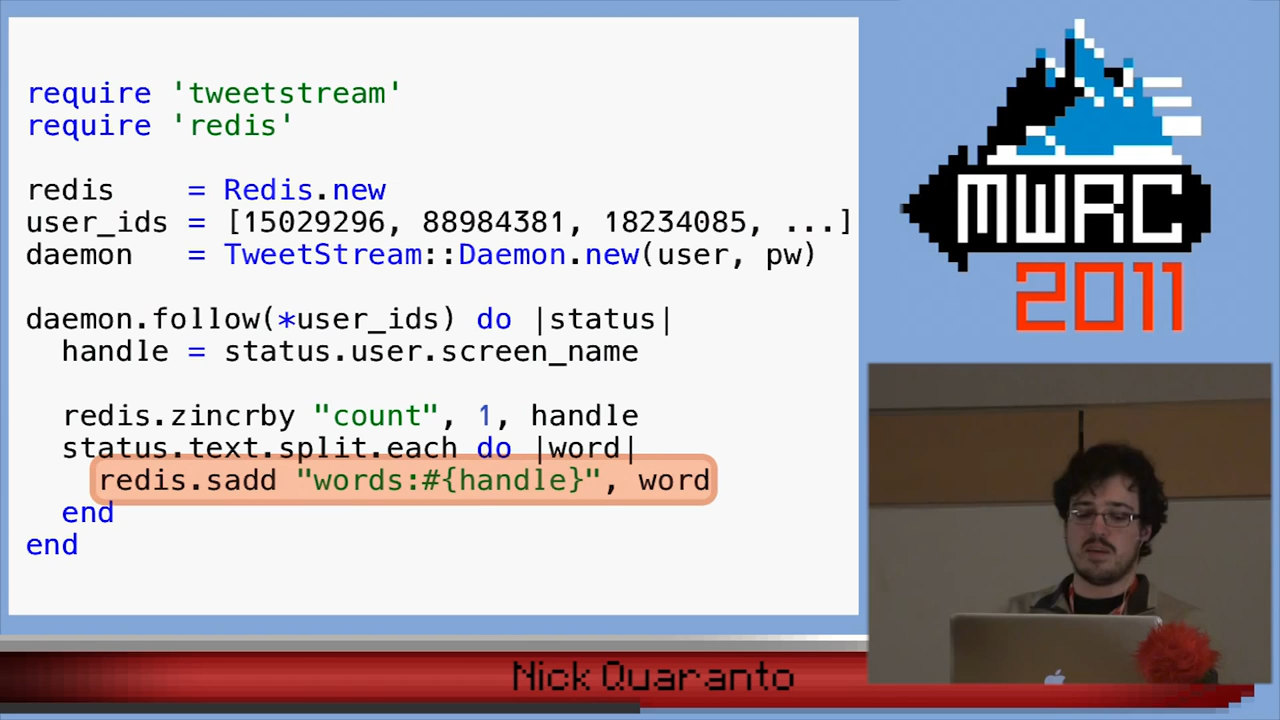 require 'tweetstream'
require 'redis'
redis    = Redis.new
user_ids = [15029296, 88984381, 18234085, ...]
daemon   = TweetStream::Daemon.new(user, pw)
daemon.follow(*user_ids) do |status|
  handle = status.user.screen_name
  redis.zincrby "count", 1, handle
  status.text.split.each do |word|
    redis.sadd "words:#{handle}", word
  end
end
MWRC
2011
Nick Quaranto